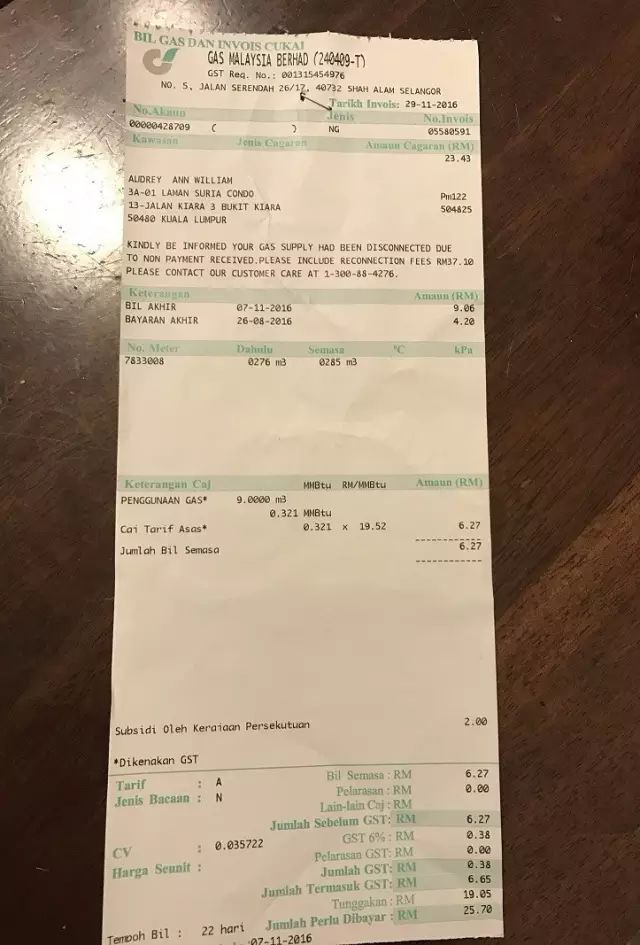 BIL GAS DAN INVOIS CUKAI
GAS MALAYSIA BERHAD (240409-T)
GST Reg. No.: 001315454976
NO. 5, JALAN SERENDAH 26/17, 40732 SHAH ALAM SELANGOR
Tarikh Invois: 29-11-2016
No.Akaun Jenis No.Invois
00000428709 ( ) NG 05580591
Kawasan Jenis Cagaran Amaun Cagaran (RM)
23.43
AUDREY ANN WILLIAM
3A-01 LAMAN SURIA CONDO Pm122
13-JALAN KIARA 3 BUKIT KIARA 504825
50480 KUALA LUMPUR
KINDLY BE INFORMED YOUR GAS SUPPLY HAD BEEN DISCONNECTED DUE
TO NON PAYMENT RECEIVED.PLEASE INCLUDE RECONNECTION FEES RM37.10
PLEASE CONTACT OUR CUSTOMER CARE AT 1-300-88-4276.
Keterangan Amaun (RM)
BIL AKHIR 07-11-2016 9.06
BAYARAN AKHIR 26-08-2016 4.20
No. Meter Dahulu Semasa °C kPa
7833008 0276 m3 0285 m3
Keterangan Caj MMBtu RM/MMBtu Amaun (RM)
PENGGUNAAN GAS* 9.0000 m3
0.321 MMBtu
Caj Tarif Asas* 0.321 x 19.52 6.27
Jumlah Bil Semasa 6.27
Subsidi Oleh Kerajaan Persekutuan 2.00
*Dikenakan GST
Tarif : A Bil Semasa : RM 6.27
Jenis Bacaan : N Pelarasan : RM 0.00
Lain-lain Caj : RM
Jumlah Sebelum GST: RM 6.27
CV : 0.035722 GST 6% : RM 0.38
Harga Seunit : Pelarasan GST: RM 0.00
Jumlah GST: RM 0.38
Jumlah Termasuk GST: RM 6.65
Tunggakan : RM 19.05
Tempoh Bil : 22 hari Jumlah Perlu Dibayar : RM 25.70
07-11-2016